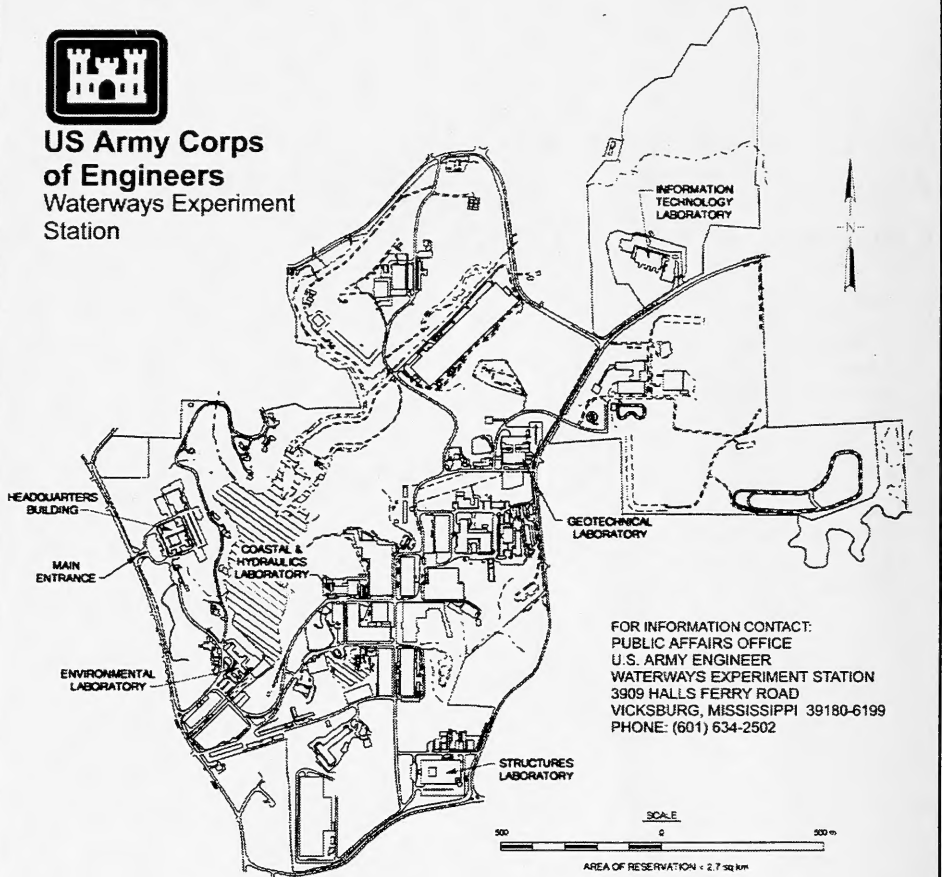 US Army Corps
of Engineers
Waterways Experiment
Station
INFORMATION
TECHNOLOGY
LABORATORY
N
HEADQUARTERS
BUILDING
MAIN
ENTRANCE
COASTAL &
HYDRAULICS
LABORATORY
GEOTECHNICAL
LABORATORY
ENVIRONMENTAL
LABORATORY
STRUCTURES
LABORATORY
FOR INFORMATION CONTACT:
PUBLIC AFFAIRS OFFICE
U.S. ARMY ENGINEER
WATERWAYS EXPERIMENT STATION
3909 HALLS FERRY ROAD
VICKSBURG, MISSISSIPPI 39180-6199
PHONE: (601) 634-2502
SCALE
500 0 500 m
AREA OF RESERVATION < 2.7 sq km